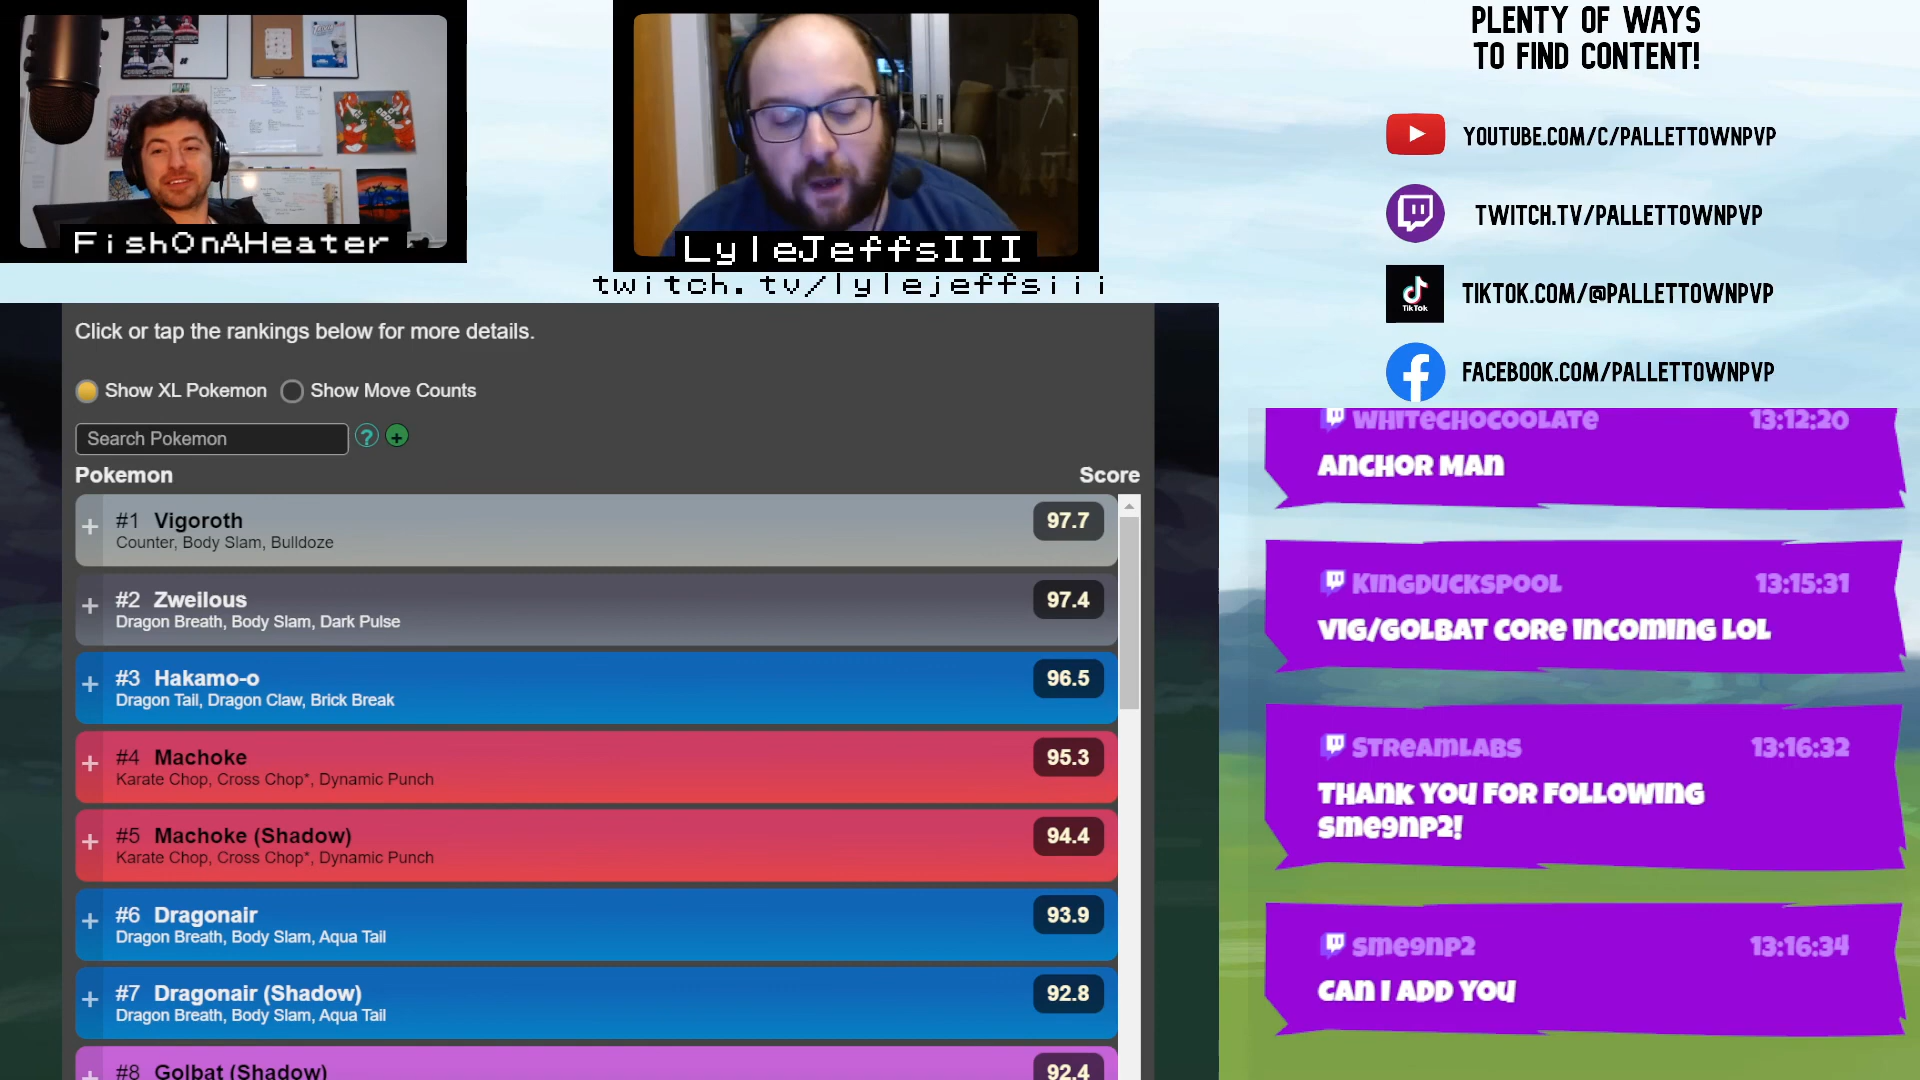 FishOnAHeater
LyleJeffsIII
twitch.tv/lylejeffsiii
PLENTY OF WAYS
TO FIND CONTENT!
YOUTUBE.COM/C/PALLETTOWNPVP
TWITCH.TV/PALLETTOWNPVP
TikTok
TIKTOK.COM/@PALLETTOWNPVP
FACEBOOK.COM/PALLETTOWNPVP
Click or tap the rankings below for more details.
Show XL Pokemon
Show Move Counts
Search Pokemon
?
+
Pokemon
Score
+ #1 Vigoroth 97.7
Counter, Body Slam, Bulldoze
+ #2 Zweilous 97.4
Dragon Breath, Body Slam, Dark Pulse
+ #3 Hakamo-o 96.5
Dragon Tail, Dragon Claw, Brick Break
+ #4 Machoke 95.3
Karate Chop, Cross Chop*, Dynamic Punch
+ #5 Machoke (Shadow) 94.4
Karate Chop, Cross Chop*, Dynamic Punch
+ #6 Dragonair 93.9
Dragon Breath, Body Slam, Aqua Tail
+ #7 Dragonair (Shadow) 92.8
Dragon Breath, Body Slam, Aqua Tail
+ #8 Golbat (Shadow) 92.4
WHITECHOCOOLATE 13:12:20
ANCHOR MAN
KINGDUCKSPOOL 13:15:31
VIG/GOLBAT CORE INCOMING LOL
STREAMLABS 13:16:32
THANK YOU FOR FOLLOWING
SME9NP2!
SME9NP2 13:16:34
CAN I ADD YOU